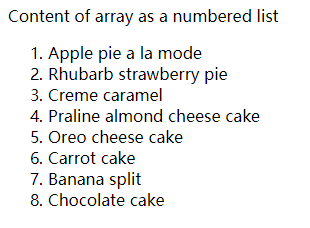 Content of array as a numbered list
1. Apple pie a la mode
2. Rhubarb strawberry pie
3. Creme caramel
4. Praline almond cheese cake
5. Oreo cheese cake
6. Carrot cake
7. Banana split
8. Chocolate cake